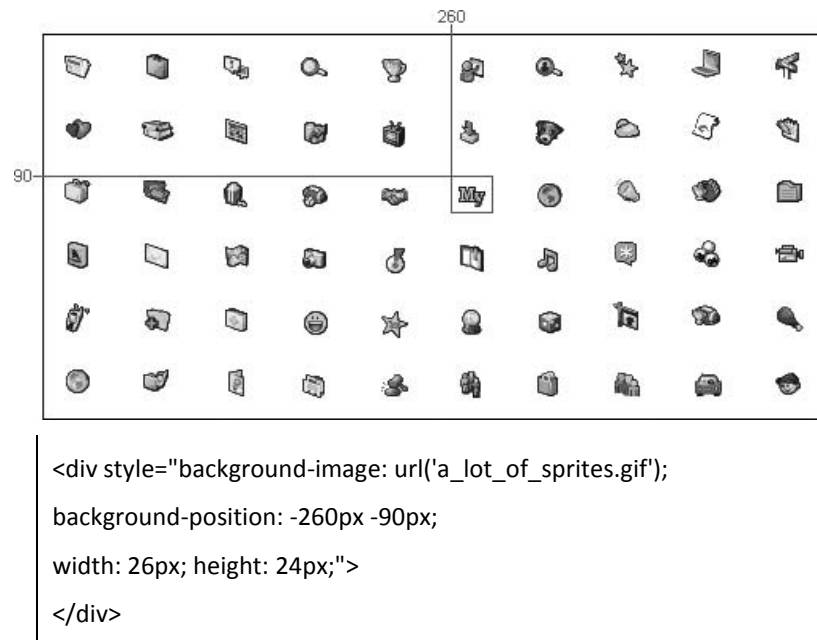 260
90
My
<div style="background-image: url('a_lot_of_sprites.gif');
background-position: -260px -90px;
width: 26px; height: 24px;">
</div>